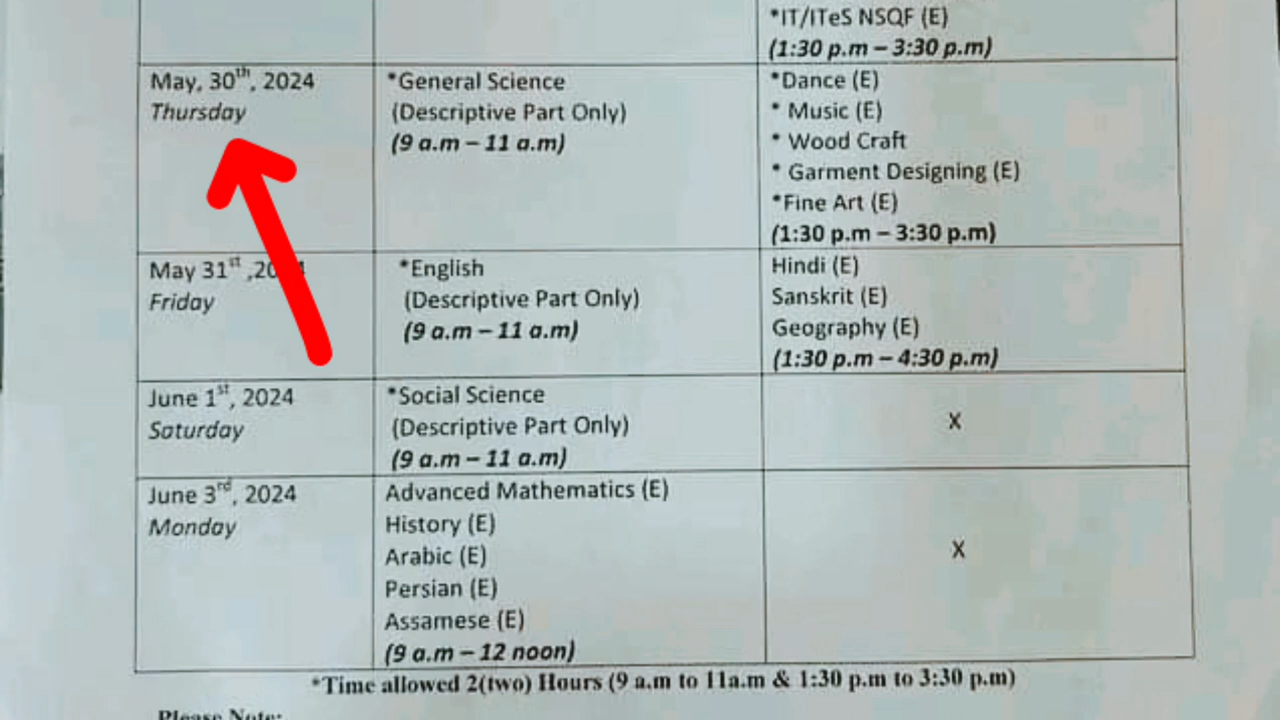 *IT/ITeS NSQF (E)
(1:30 p.m – 3:30 p.m)
May, 30th, 2024
Thursday
*General Science
(Descriptive Part Only)
(9 a.m – 11 a.m)
*Dance (E)
* Music (E)
* Wood Craft
* Garment Designing (E)
*Fine Art (E)
(1:30 p.m – 3:30 p.m)
May 31st ,2024
Friday
*English
(Descriptive Part Only)
(9 a.m – 11 a.m)
Hindi (E)
Sanskrit (E)
Geography (E)
(1:30 p.m – 4:30 p.m)
June 1st, 2024
Saturday
*Social Science
(Descriptive Part Only)
(9 a.m – 11 a.m)
X
June 3rd, 2024
Monday
Advanced Mathematics (E)
History (E)
Arabic (E)
Persian (E)
Assamese (E)
(9 a.m – 12 noon)
X
*Time allowed 2(two) Hours (9 a.m to 11a.m & 1:30 p.m to 3:30 p.m)
Please Note: